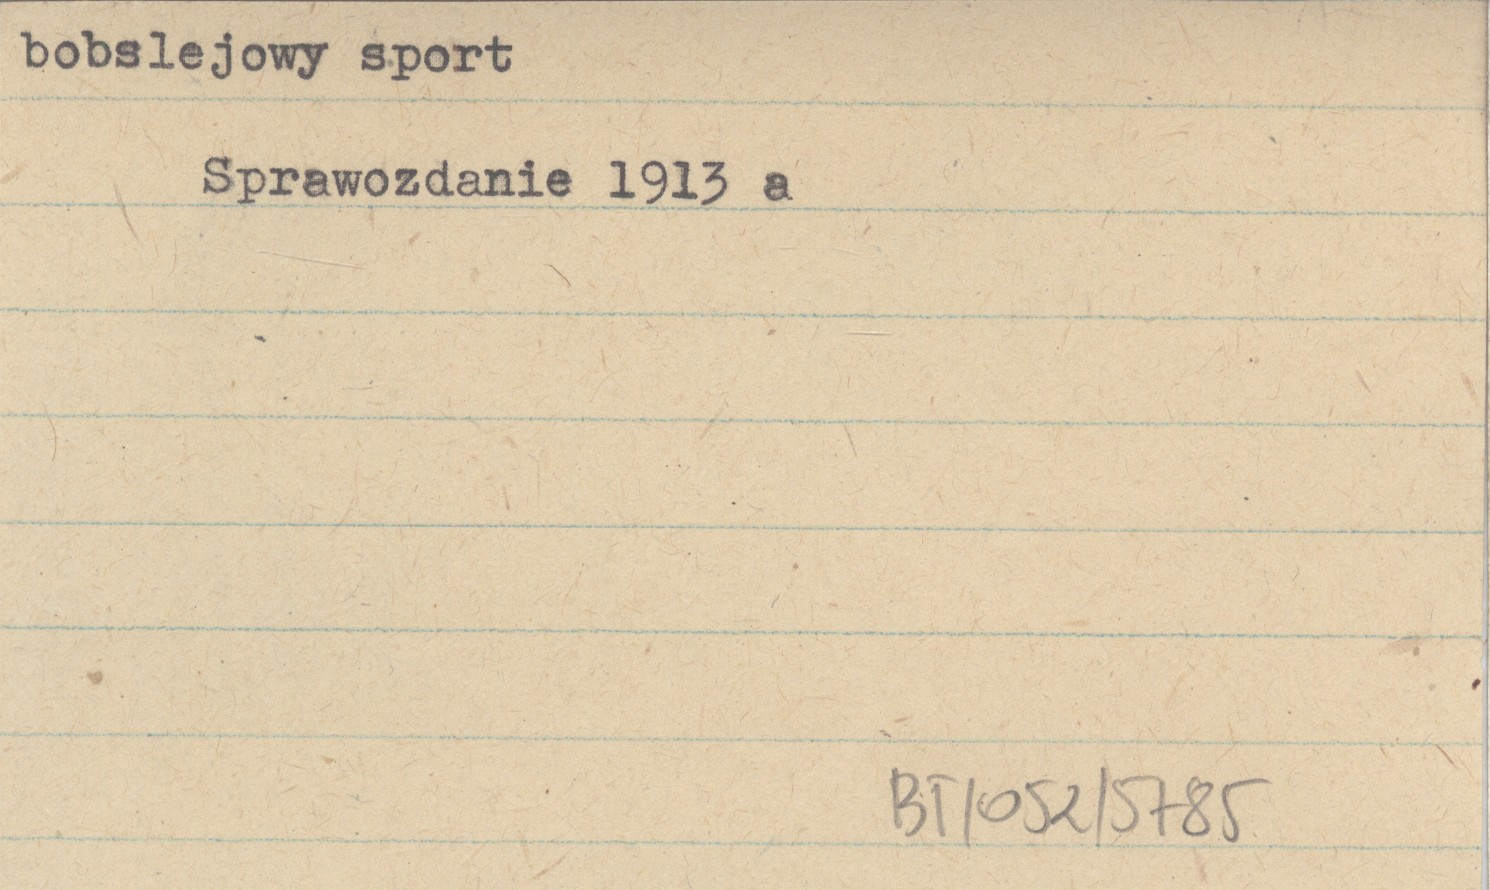 bobslejowy sport
Sprawozdanie 1913 a
BT/052/5785